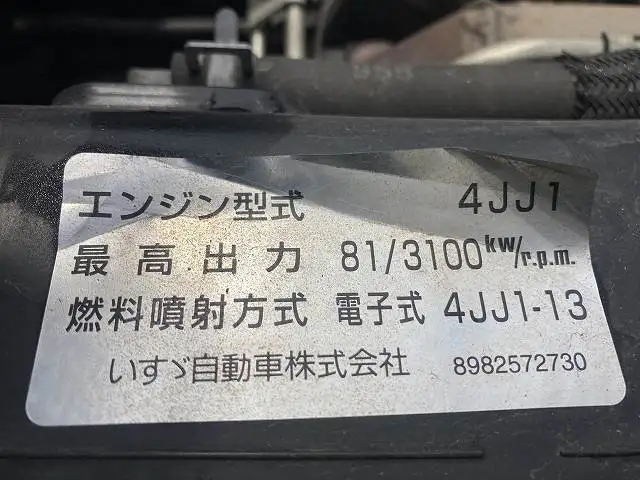 エンジン型式 4JJ1
最高出力 81/3100kw/r.p.m.
燃料噴射方式 電子式 4JJ1-13
いすゞ自動車株式会社 8982572730